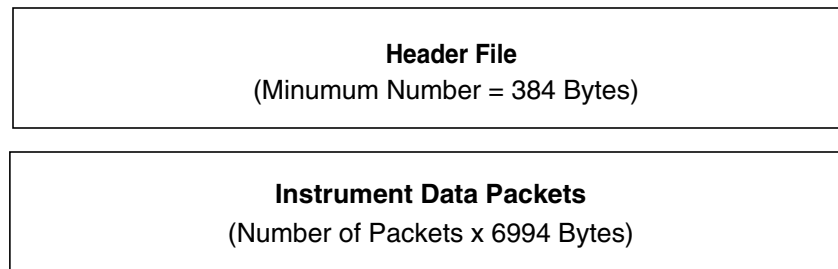 Header File
(Minumum Number = 384 Bytes)
Instrument Data Packets
(Number of Packets x 6994 Bytes)